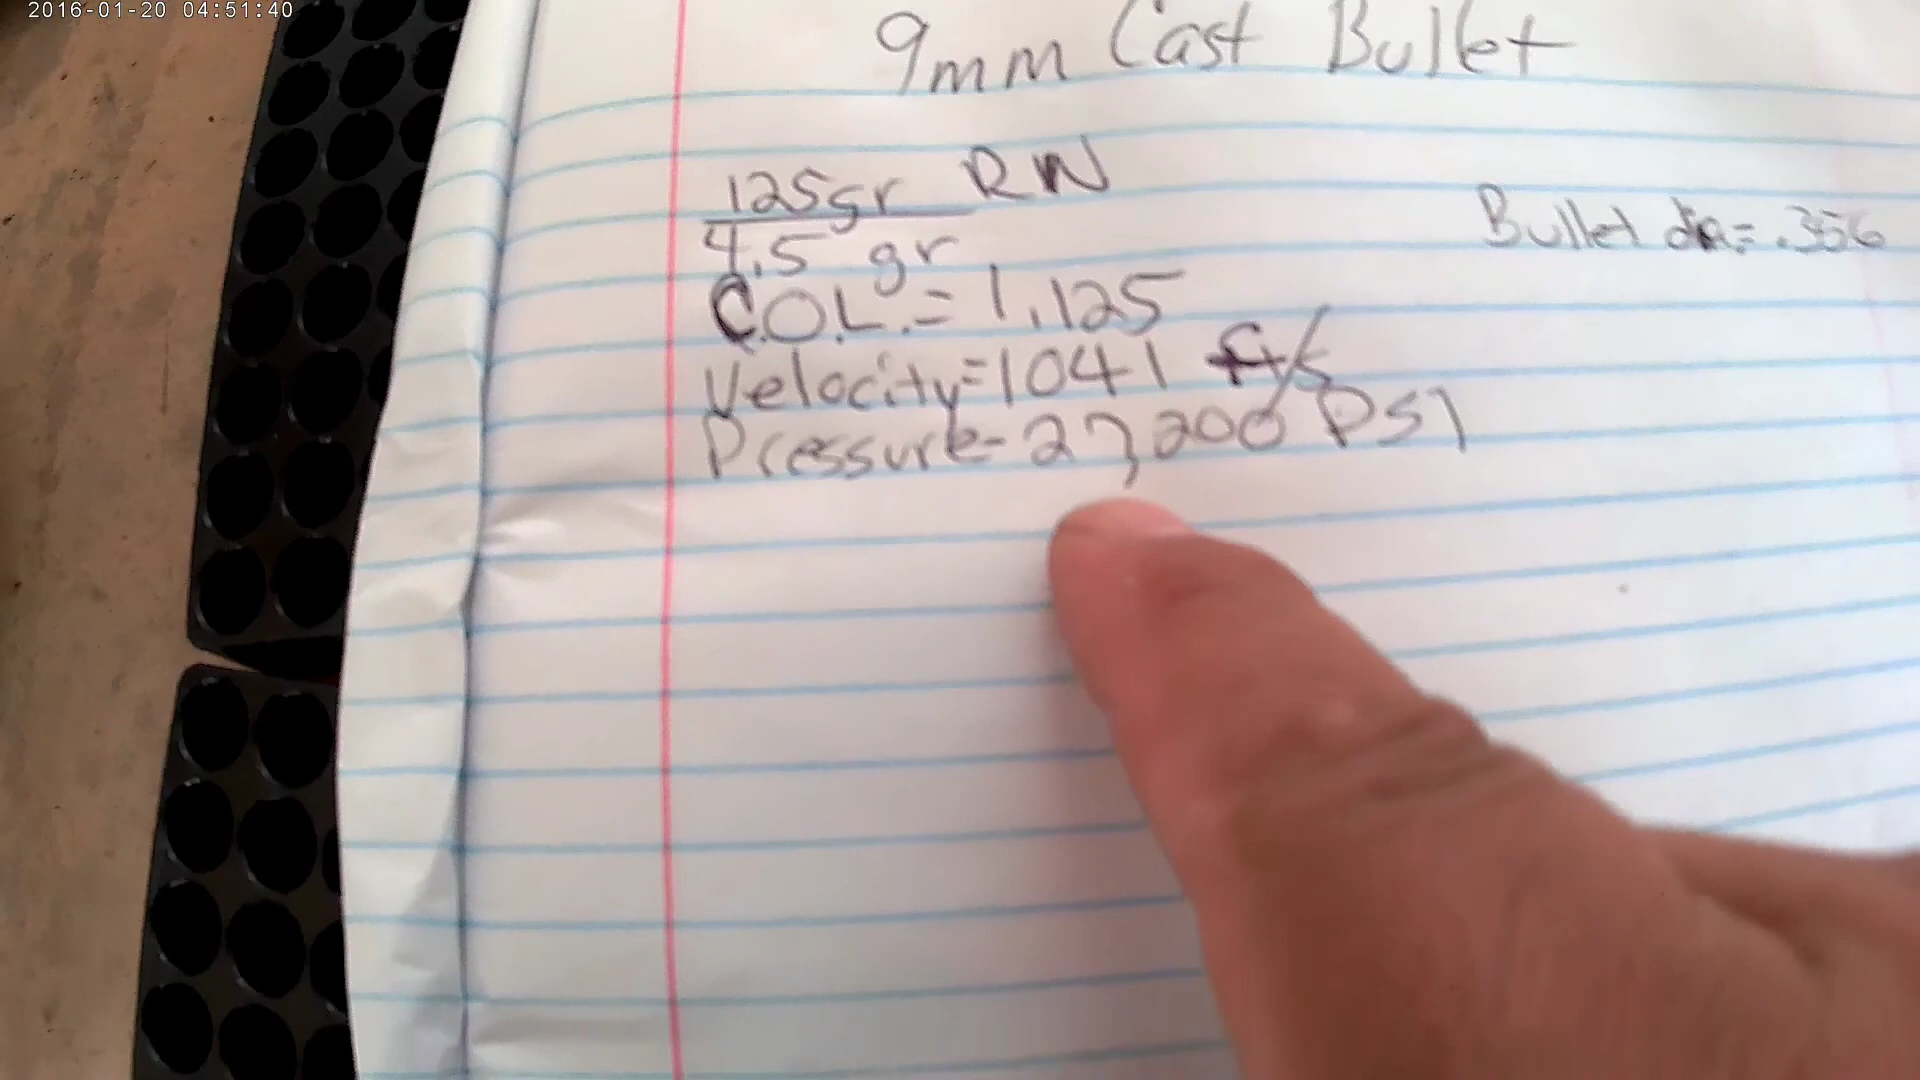 2016-01-20 04:51:40
9mm Cast Bullet
125gr RN
4.5 gr
Bullet dia= .356
C.O.L.= 1.125
Velocity=1041 ft/s
Pressure-27,200 PSI